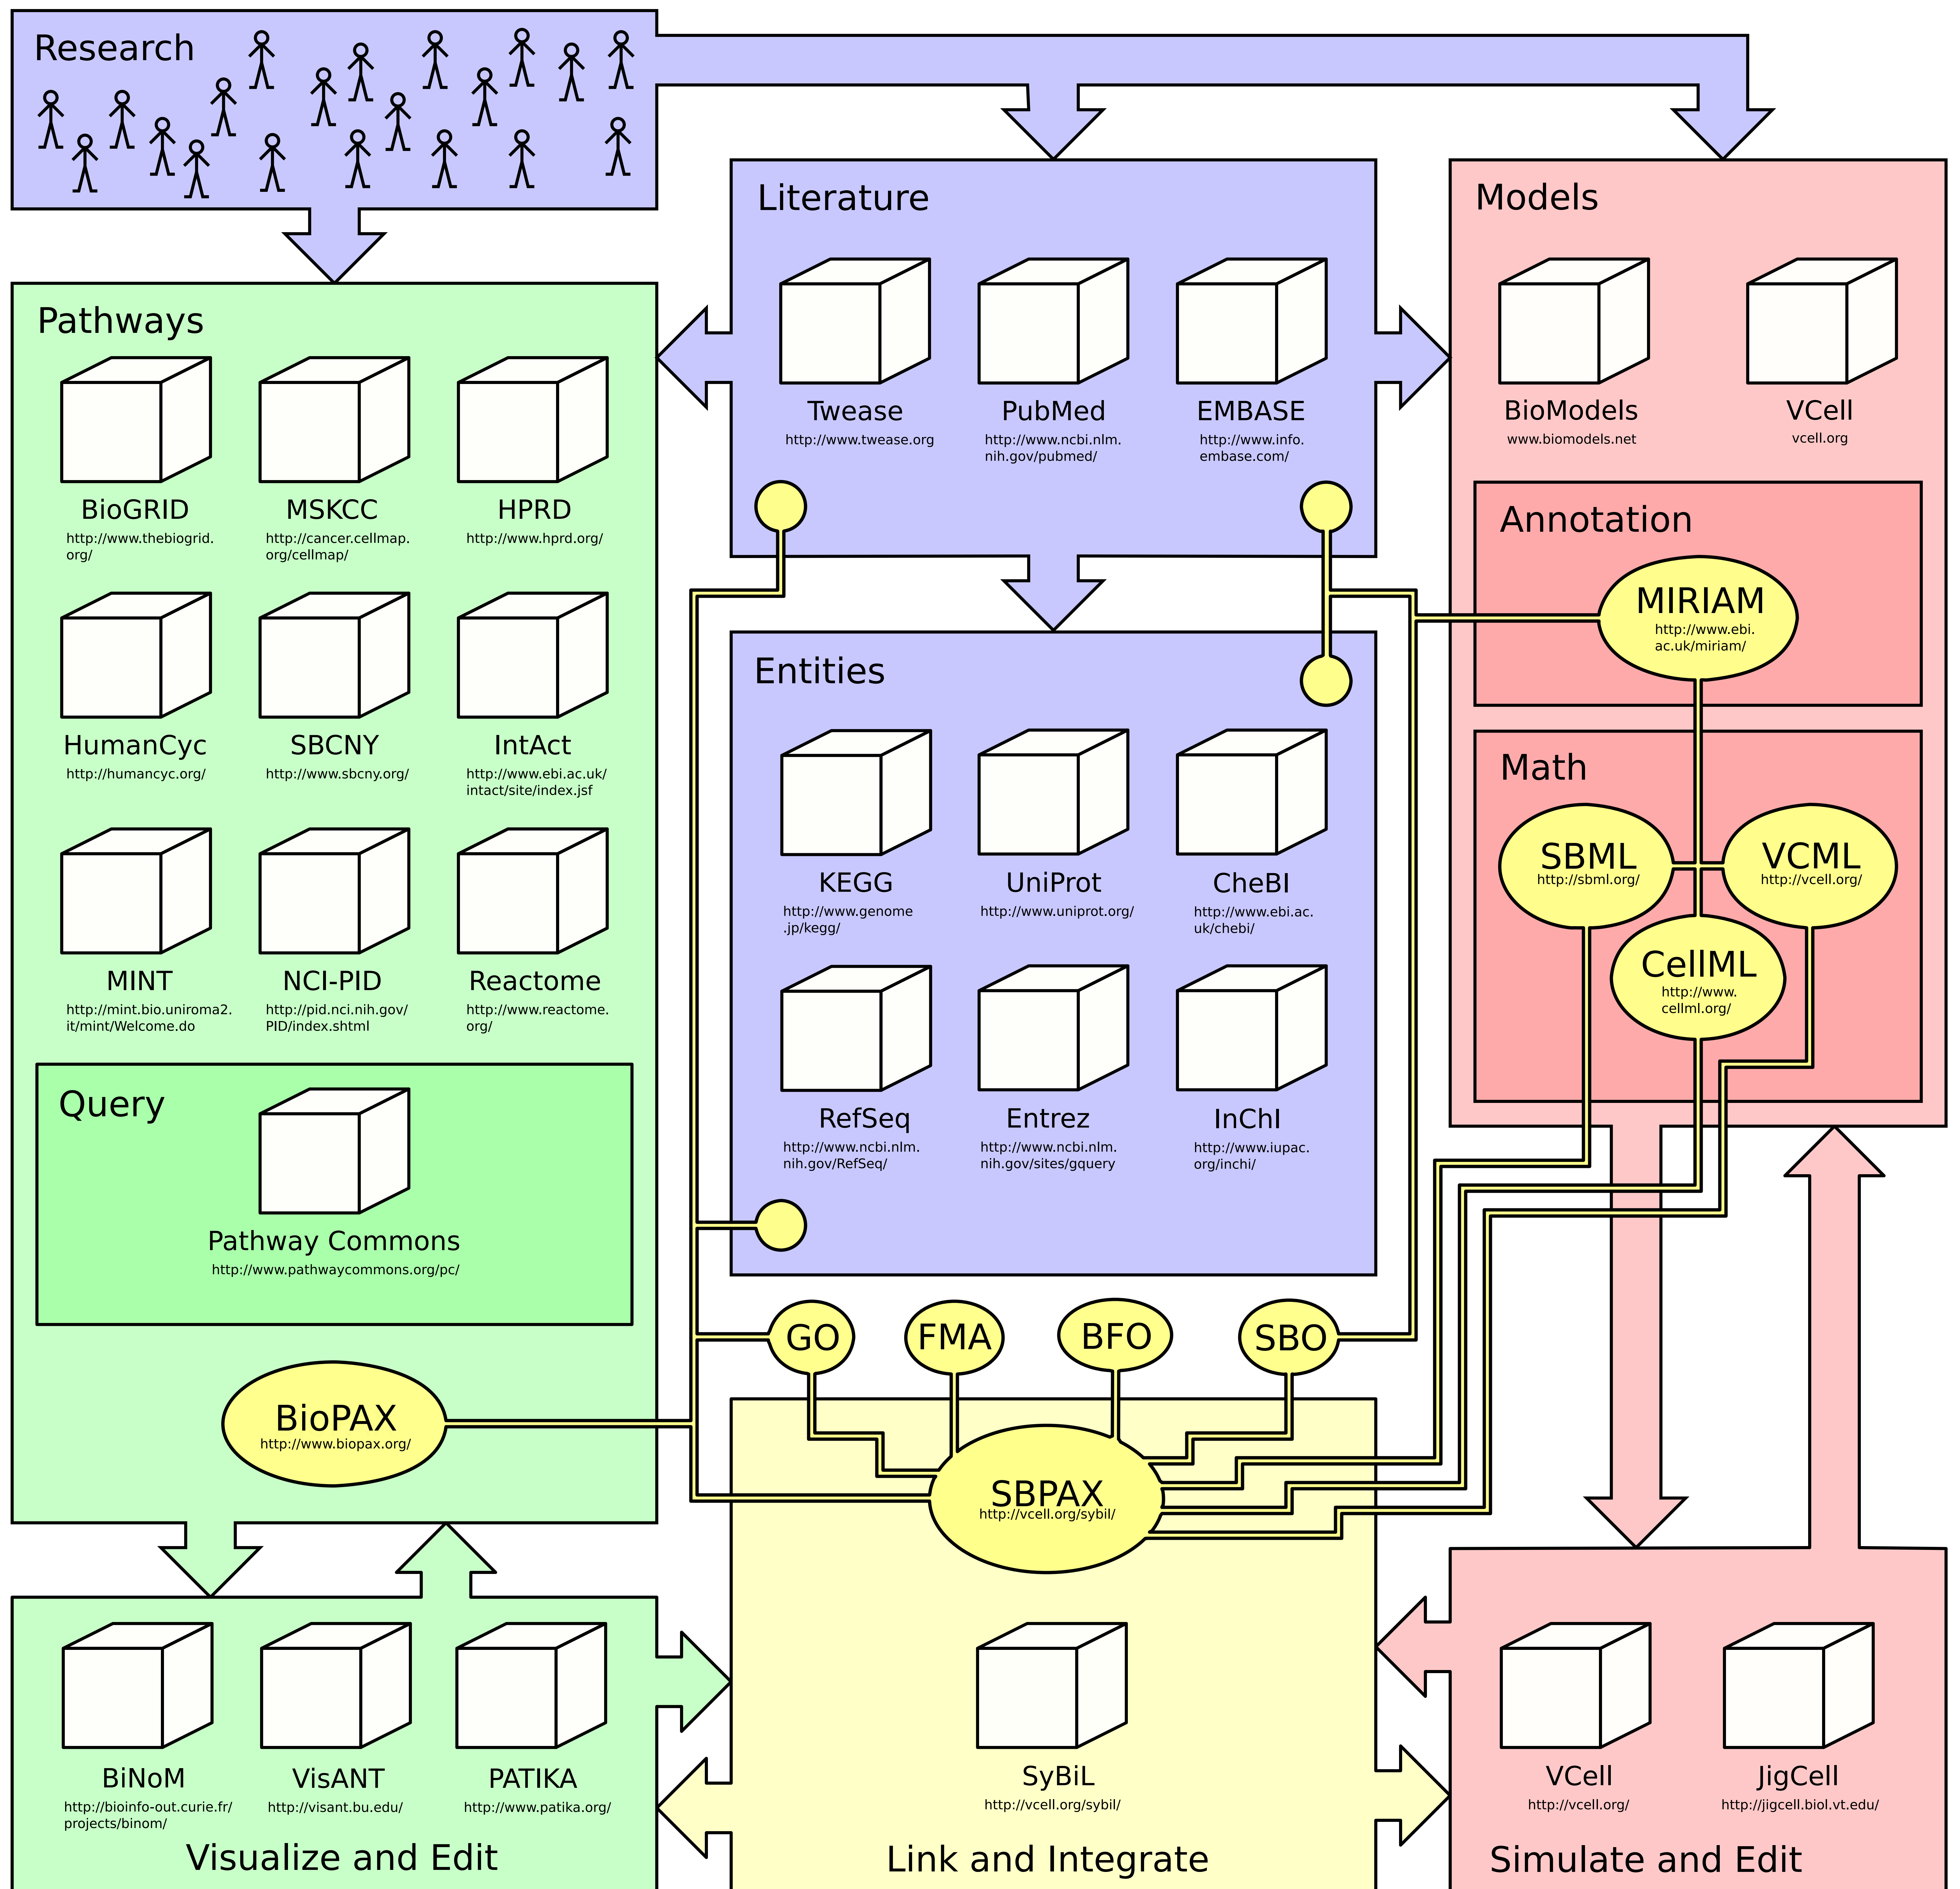 Research
Literature
Twease
http://www.twease.org
PubMed
http://www.ncbi.nlm.
nih.gov/pubmed/
EMBASE
http://www.info.
embase.com/
Models
BioModels
www.biomodels.net
VCell
vcell.org
Annotation
MIRIAM
http://www.ebi.
ac.uk/miriam/
Math
SBML
http://sbml.org/
VCML
http://vcell.org/
CellML
http://www.
cellml.org/
Pathways
BioGRID
http://www.thebiogrid.
org/
MSKCC
http://cancer.cellmap.
org/cellmap/
HPRD
http://www.hprd.org/
HumanCyc
http://humancyc.org/
SBCNY
http://www.sbcny.org/
IntAct
http://www.ebi.ac.uk/
intact/site/index.jsf
MINT
http://mint.bio.uniroma2.
it/mint/Welcome.do
NCI-PID
http://pid.nci.nih.gov/
PID/index.shtml
Reactome
http://www.reactome.
org/
Query
Pathway Commons
http://www.pathwaycommons.org/pc/
BioPAX
http://www.biopax.org/
Entities
KEGG
http://www.genome
.jp/kegg/
UniProt
http://www.uniprot.org/
CheBI
http://www.ebi.ac.
uk/chebi/
RefSeq
http://www.ncbi.nlm.
nih.gov/RefSeq/
Entrez
http://www.ncbi.nlm.
nih.gov/sites/gquery
InChI
http://www.iupac.
org/inchi/
GO
FMA
BFO
SBO
SBPAX
http://vcell.org/sybil/
BiNoM
http://bioinfo-out.curie.fr/
projects/binom/
VisANT
http://visant.bu.edu/
PATIKA
http://www.patika.org/
Visualize and Edit
SyBiL
http://vcell.org/sybil/
Link and Integrate
VCell
http://vcell.org/
JigCell
http://jigcell.biol.vt.edu/
Simulate and Edit